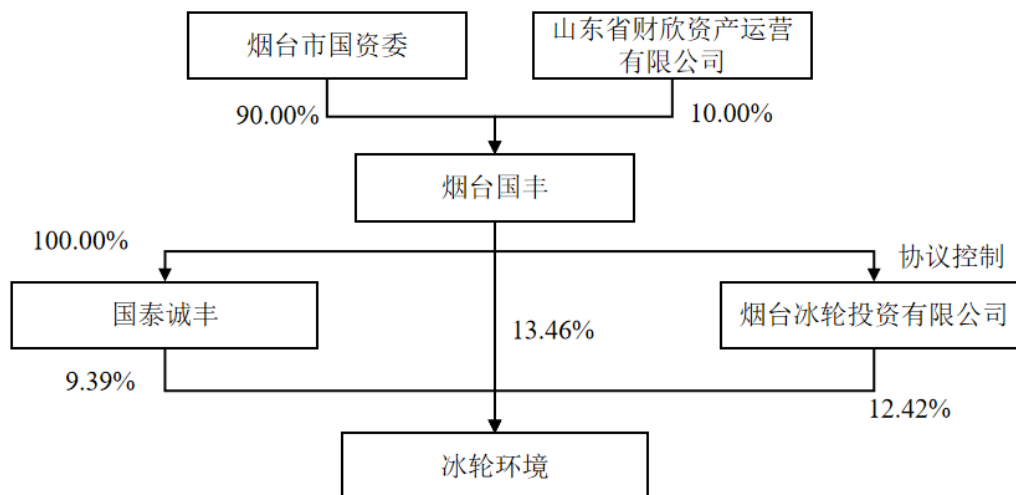 烟台市国资委
山东省财欣资产运营
有限公司
90.00%
10.00%
烟台国丰
100.00%
协议控制
国泰诚丰
13.46%
烟台冰轮投资有限公司
9.39%
12.42%
冰轮环境